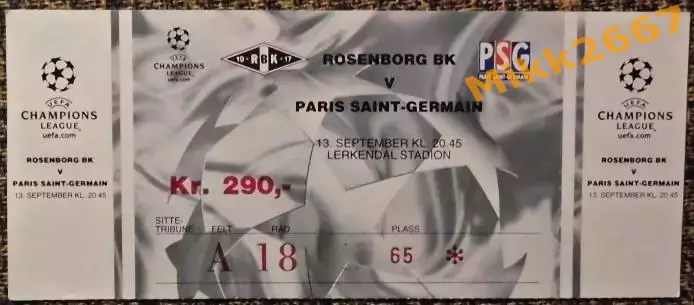 UEFA
CHAMPIONS
LEAGUE
uefa.com
ROSENBORG BK
V
PARIS SAINT-GERMAIN
13. SEPTEMBER KL. 20.45
UEFA
CHAMPIONS
LEAGUE
19 RBK 17
ROSENBORG BK
V
PARIS SAINT-GERMAIN
PSG
PARIS SAINT-GERMAIN
13. SEPTEMBER KL. 20.45
LERKENDAL STADION
Kr. 290,-
SITTE-
TRIBUNE FELT RAD PLASS
A 18 65 *
UEFA
CHAMPIONS
LEAGUE
uefa.com
ROSENBORG BK
V
PARIS SAINT-GERMAIN
13. SEPTEMBER KL. 20.45
Mikk2667